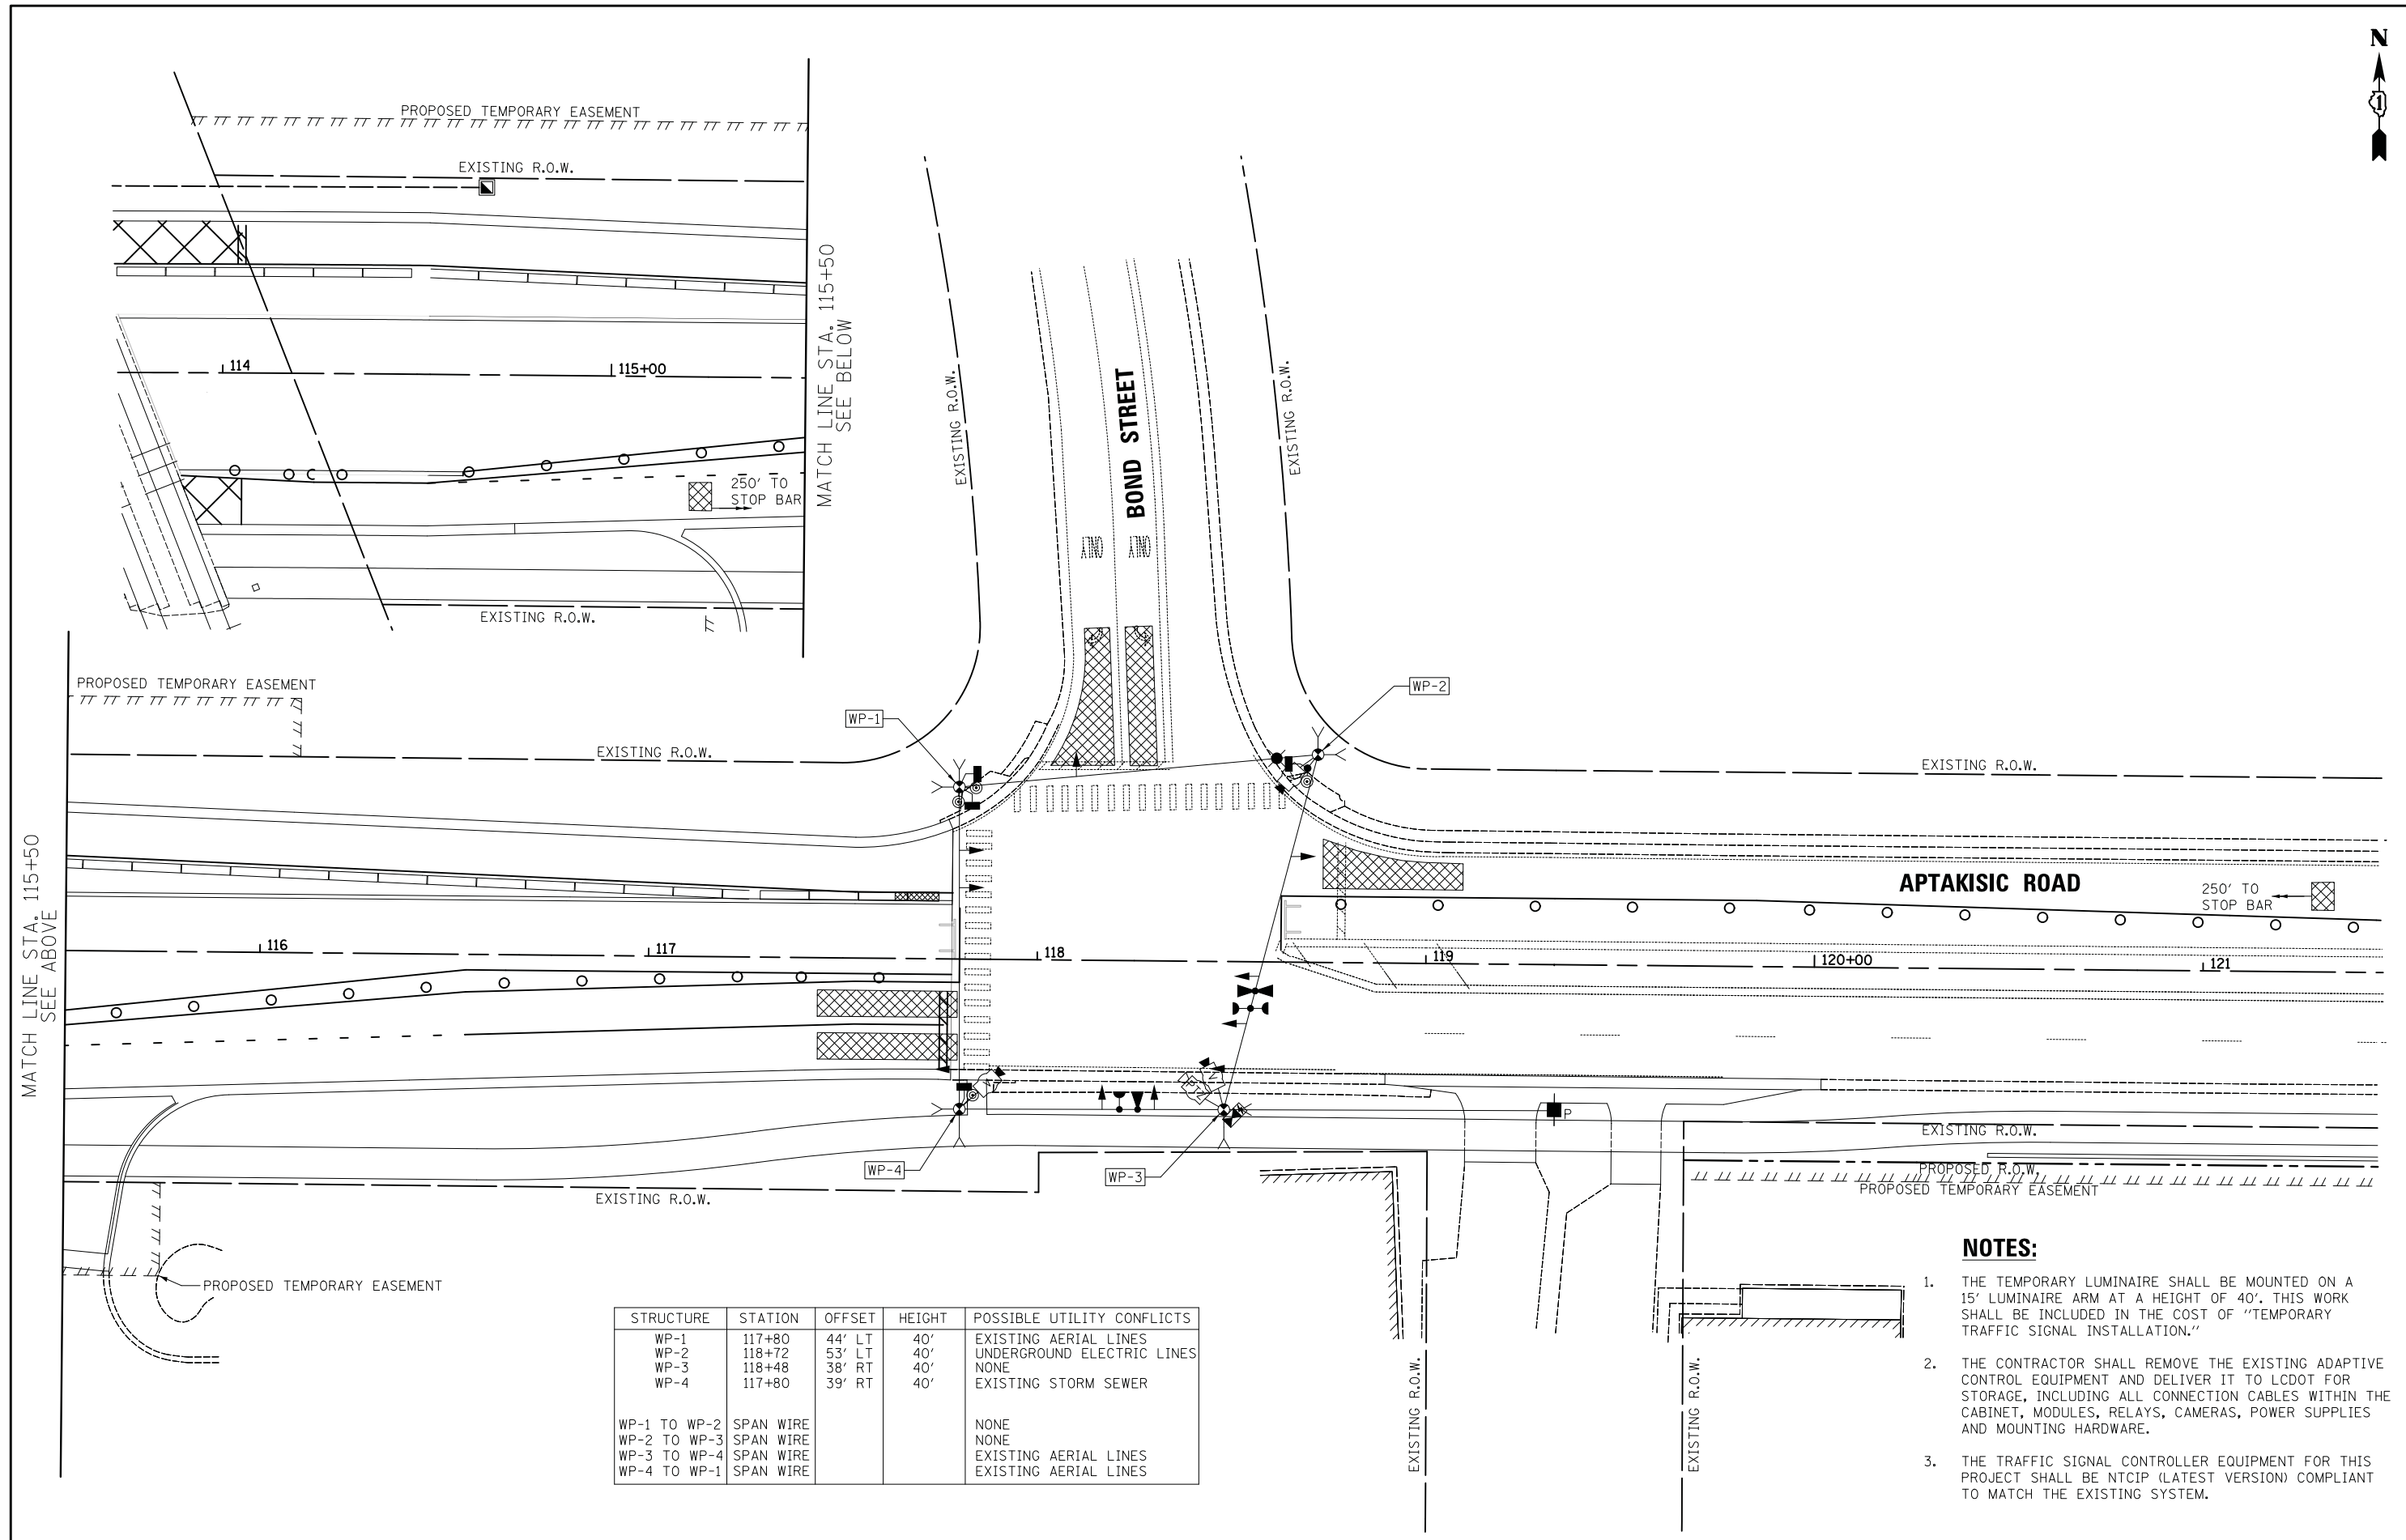 N
1
PROPOSED TEMPORARY EASEMENT
EXISTING R.O.W.
114
115+00
MATCH LINE STA. 115+50
SEE BELOW
250' TO
STOP BAR
EXISTING R.O.W.
EXISTING R.O.W.
BOND STREET
EXISTING R.O.W.
ONLY
ONLY
PROPOSED TEMPORARY EASEMENT
WP-1
WP-2
EXISTING R.O.W.
EXISTING R.O.W.
MATCH LINE STA. 115+50
SEE ABOVE
APTAKISIC ROAD
250' TO
STOP BAR
116
117
118
119
120+00
121
P
WP-4
WP-3
EXISTING R.O.W.
EXISTING R.O.W.
PROPOSED R.O.W.
PROPOSED TEMPORARY EASEMENT
PROPOSED TEMPORARY EASEMENT
EXISTING R.O.W.
EXISTING R.O.W.
STRUCTURE STATION OFFSET HEIGHT POSSIBLE UTILITY CONFLICTS
WP-1 117+80 44' LT 40' EXISTING AERIAL LINES
WP-2 118+72 53' LT 40' UNDERGROUND ELECTRIC LINES
WP-3 118+48 38' RT 40' NONE
WP-4 117+80 39' RT 40' EXISTING STORM SEWER
WP-1 TO WP-2 SPAN WIRE NONE
WP-2 TO WP-3 SPAN WIRE NONE
WP-3 TO WP-4 SPAN WIRE EXISTING AERIAL LINES
WP-4 TO WP-1 SPAN WIRE EXISTING AERIAL LINES
NOTES:
1. THE TEMPORARY LUMINAIRE SHALL BE MOUNTED ON A
15' LUMINAIRE ARM AT A HEIGHT OF 40'. THIS WORK
SHALL BE INCLUDED IN THE COST OF "TEMPORARY
TRAFFIC SIGNAL INSTALLATION."
2. THE CONTRACTOR SHALL REMOVE THE EXISTING ADAPTIVE
CONTROL EQUIPMENT AND DELIVER IT TO LCDOT FOR
STORAGE, INCLUDING ALL CONNECTION CABLES WITHIN THE
CABINET, MODULES, RELAYS, CAMERAS, POWER SUPPLIES
AND MOUNTING HARDWARE.
3. THE TRAFFIC SIGNAL CONTROLLER EQUIPMENT FOR THIS
PROJECT SHALL BE NTCIP (LATEST VERSION) COMPLIANT
TO MATCH THE EXISTING SYSTEM.